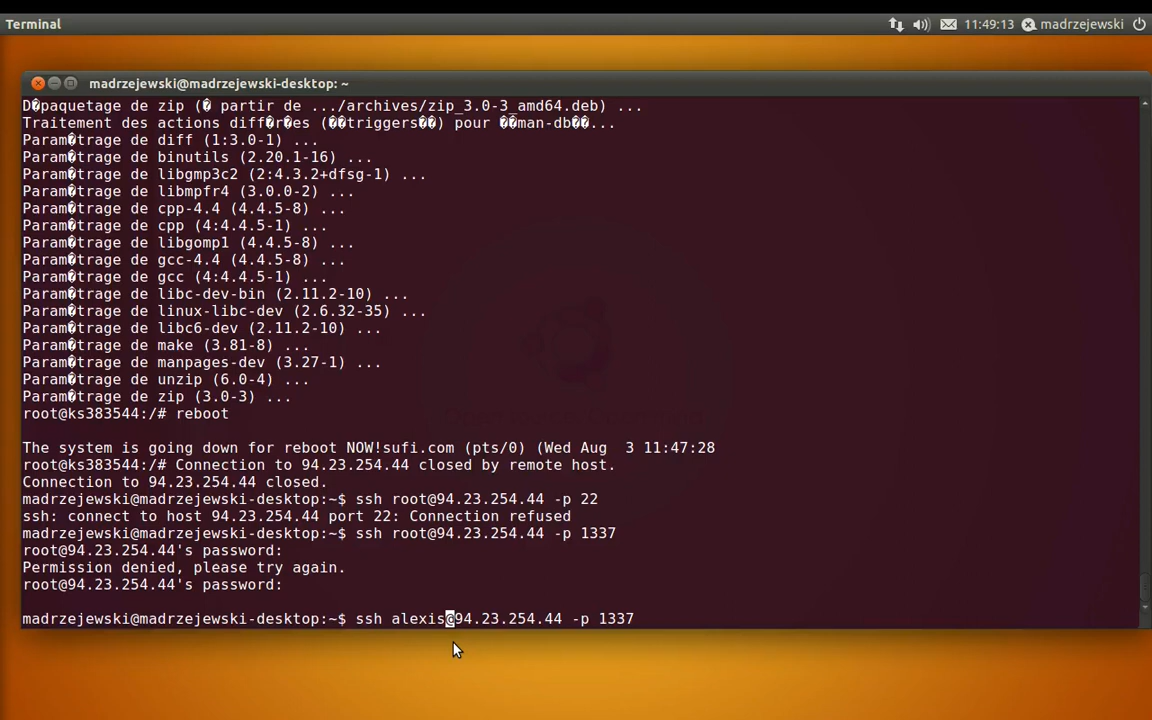 Terminal
11:49:13 madrzejewski
madrzejewski@madrzejewski-desktop: ~
D�paquetage de zip (� partir de .../archives/zip_3.0-3_amd64.deb) ...
Traitement des actions diff�r�es (��triggers��) pour ��man-db��...
Param�trage de diff (1:3.0-1) ...
Param�trage de binutils (2.20.1-16) ...
Param�trage de libgmp3c2 (2:4.3.2+dfsg-1) ...
Param�trage de libmpfr4 (3.0.0-2) ...
Param�trage de cpp-4.4 (4.4.5-8) ...
Param�trage de cpp (4:4.4.5-1) ...
Param�trage de libgomp1 (4.4.5-8) ...
Param�trage de gcc-4.4 (4.4.5-8) ...
Param�trage de gcc (4:4.4.5-1) ...
Param�trage de libc-dev-bin (2.11.2-10) ...
Param�trage de linux-libc-dev (2.6.32-35) ...
Param�trage de libc6-dev (2.11.2-10) ...
Param�trage de make (3.81-8) ...
Param�trage de manpages-dev (3.27-1) ...
Param�trage de unzip (6.0-4) ...
Param�trage de zip (3.0-3) ...
root@ks383544:/# reboot
The system is going down for reboot NOW!sufi.com (pts/0) (Wed Aug  3 11:47:28
root@ks383544:/# Connection to 94.23.254.44 closed by remote host.
Connection to 94.23.254.44 closed.
madrzejewski@madrzejewski-desktop:~$ ssh root@94.23.254.44 -p 22
ssh: connect to host 94.23.254.44 port 22: Connection refused
madrzejewski@madrzejewski-desktop:~$ ssh root@94.23.254.44 -p 1337
root@94.23.254.44's password:
Permission denied, please try again.
root@94.23.254.44's password:
madrzejewski@madrzejewski-desktop:~$ ssh alexis@94.23.254.44 -p 1337